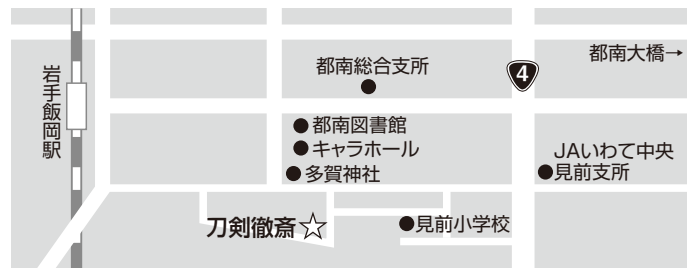 都南大橋→
都南総合支所
4
岩手飯岡駅
都南図書館
キャラホール
多賀神社
JAいわて中央
見前支所
刀剣徹斎
見前小学校